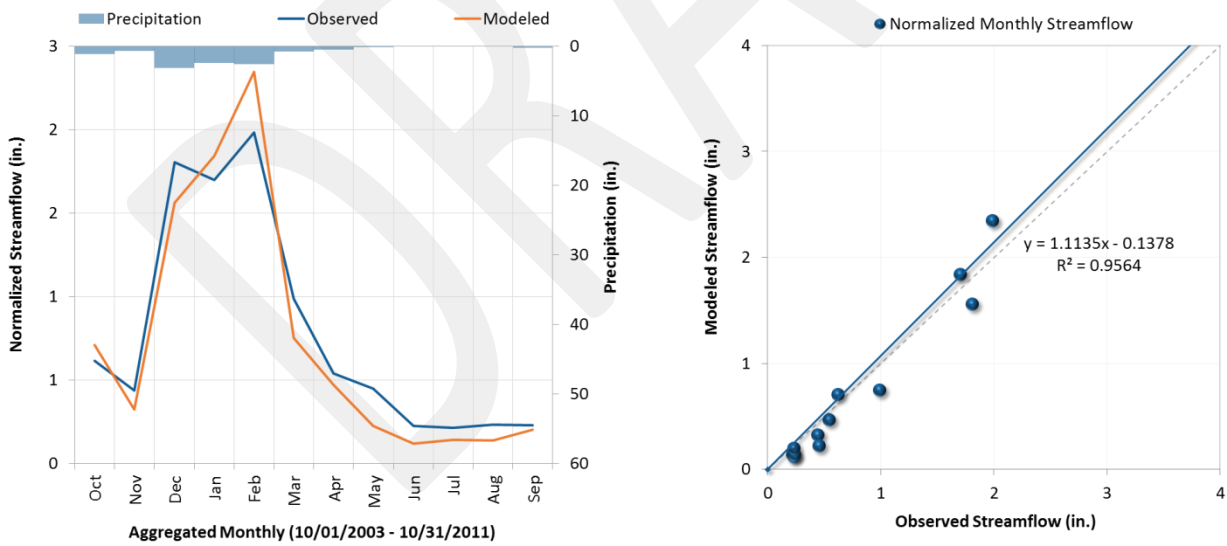 Precipitation Observed Modeled
3
2
2
1
1
0
Normalized Streamflow (in.)
0
10
20
30
40
50
60
Precipitation (in.)
Oct Nov Dec Jan Feb Mar Apr May Jun Jul Aug Sep
Aggregated Monthly (10/01/2003 - 10/31/2011)
Normalized Monthly Streamflow
4
3
2
1
0
Modeled Streamflow (in.)
y = 1.1135x - 0.1378
R² = 0.9564
0 1 2 3 4
Observed Streamflow (in.)
DRA